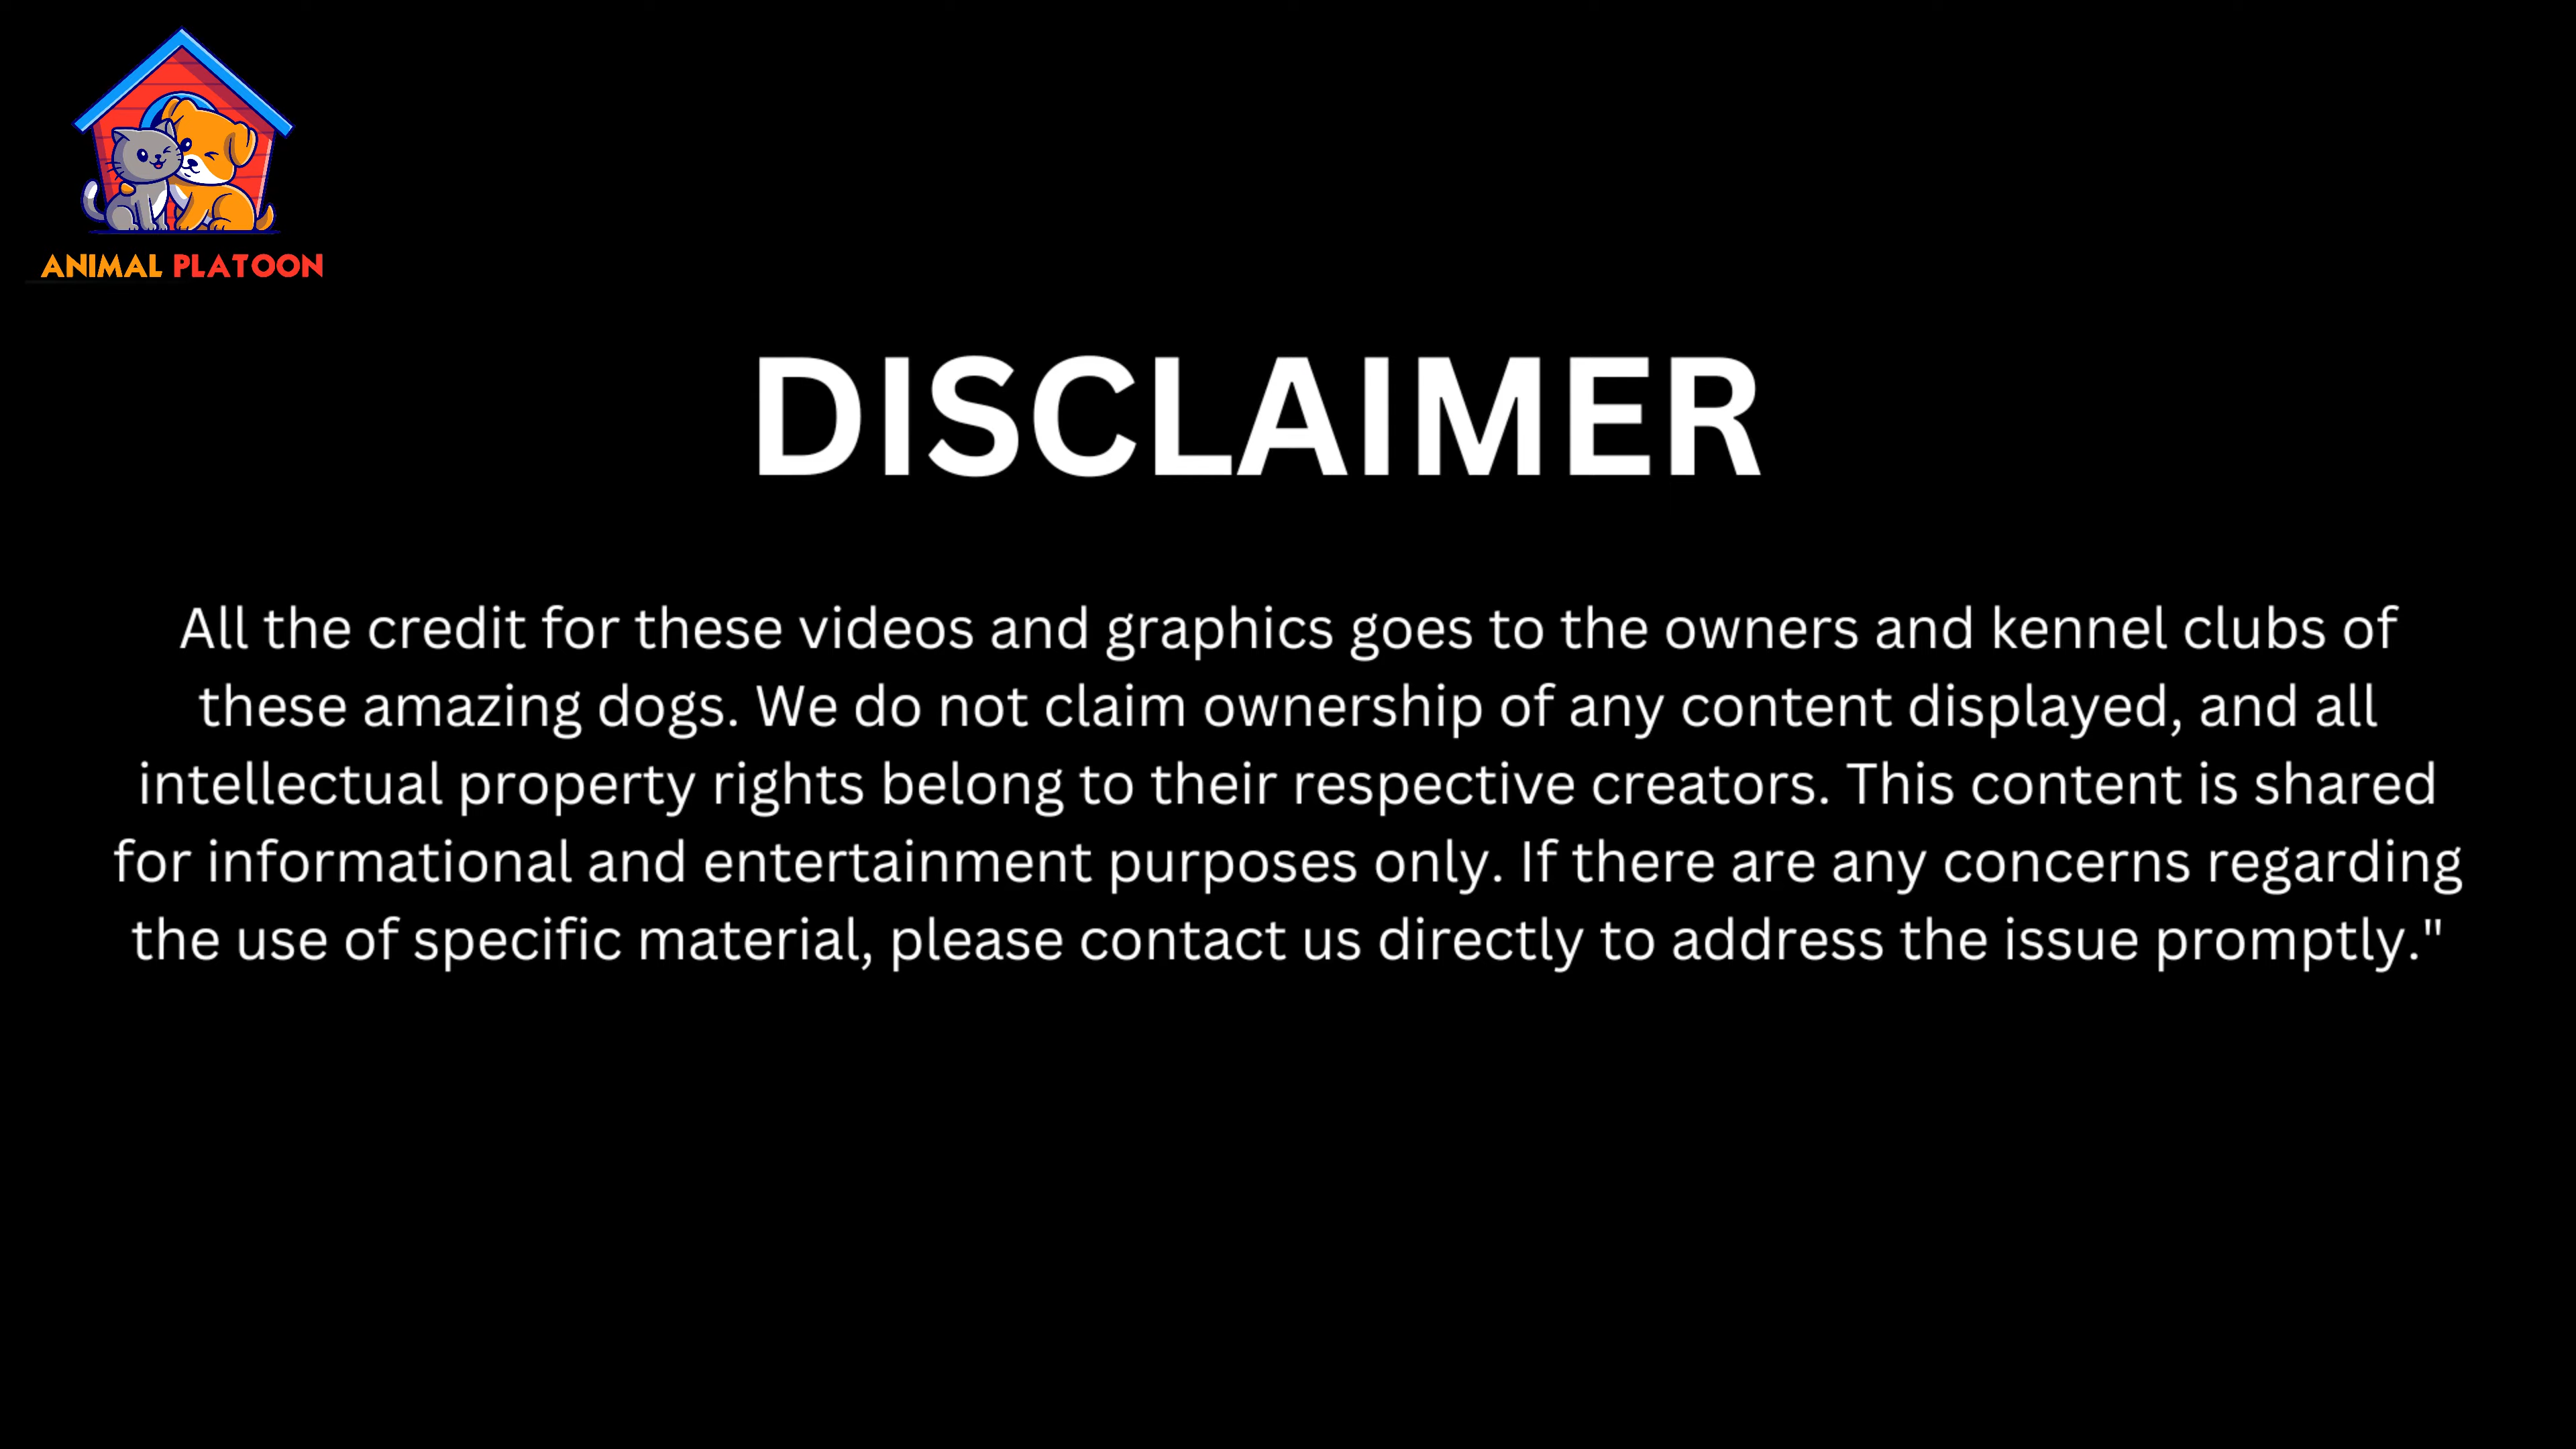 ANIMAL PLATOON
DISCLAIMER
All the credit for these videos and graphics goes to the owners and kennel clubs of
these amazing dogs. We do not claim ownership of any content displayed, and all
intellectual property rights belong to their respective creators. This content is shared
for informational and entertainment purposes only. If there are any concerns regarding
the use of specific material, please contact us directly to address the issue promptly."